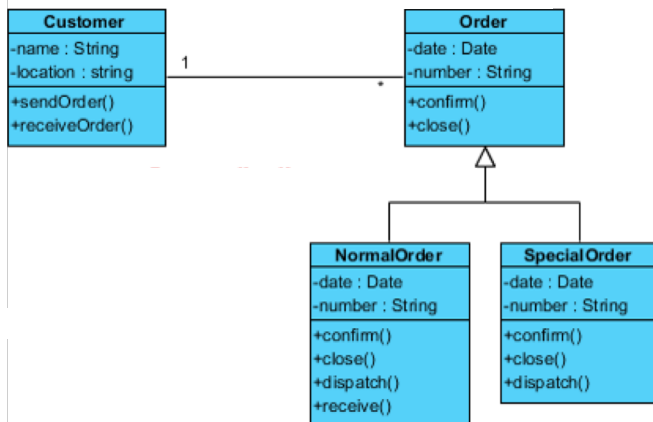 Customer
-name : String
-location : string
+sendOrder()
+receiveOrder()
1
*
Order
-date : Date
-number : String
+confirm()
+close()
NormalOrder
-date : Date
-number : String
+confirm()
+close()
+dispatch()
+receive()
SpecialOrder
-date : Date
-number : String
+confirm()
+close()
+dispatch()